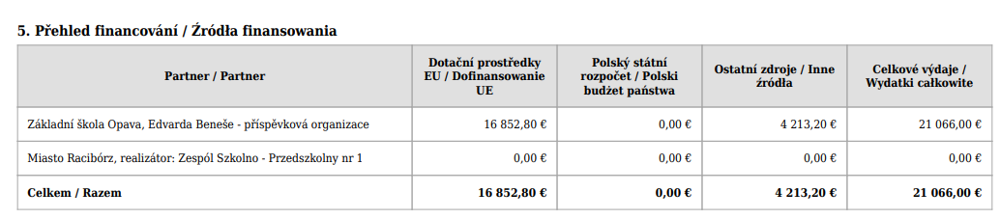 5. Přehled financování / Źródła finansowania
Partner / Partner
Dotační prostředky
EU / Dofinansowanie
UE
Polský státní
rozpočet / Polski
budżet państwa
Ostatní zdroje / Inne
źródła
Celkové výdaje /
Wydatki całkowite
Základní škola Opava, Edvarda Beneše - příspěvková organizace 16 852,80 € 0,00 € 4 213,20 € 21 066,00 €
Miasto Racibórz, realizátor: Zespól Szkolno - Przedszkolny nr 1 0,00 € 0,00 € 0,00 € 0,00 €
Celkem / Razem 16 852,80 € 0,00 € 4 213,20 € 21 066,00 €